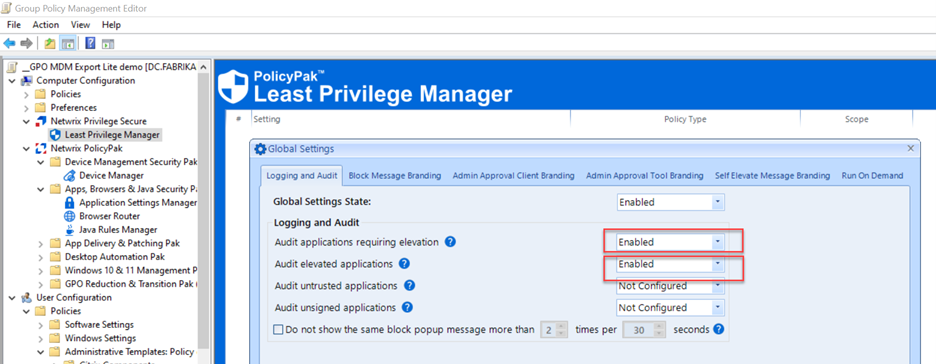 Group Policy Management Editor
File Action View Help
__GPO MDM Export Lite demo [DC.FABRIKA
Computer Configuration
Policies
Preferences
Netwrix Privilege Secure
Least Privilege Manager
Netwrix PolicyPak
Device Management Security Pak
Device Manager
Apps, Browsers & Java Security P
Application Settings Manager
Browser Router
Java Rules Manager
App Delivery & Patching Pak
Desktop Automation Pak
Windows 10 & 11 Management P
GPO Reduction & Transition Pak (
User Configuration
Policies
Software Settings
Windows Settings
Administrative Templates: Policy
PolicyPak™
Least Privilege Manager
# Setting Policy Type Scope
Global Settings
Logging and Audit Block Message Branding Admin Approval Client Branding Admin Approval Tool Branding Self Elevate Message Branding Run On Demand
Global Settings State: Enabled
Logging and Audit
Audit applications requiring elevation Enabled
Audit elevated applications Enabled
Audit untrusted applications Not Configured
Audit unsigned applications Not Configured
Do not show the same block popup message more than 2 times per 30 seconds